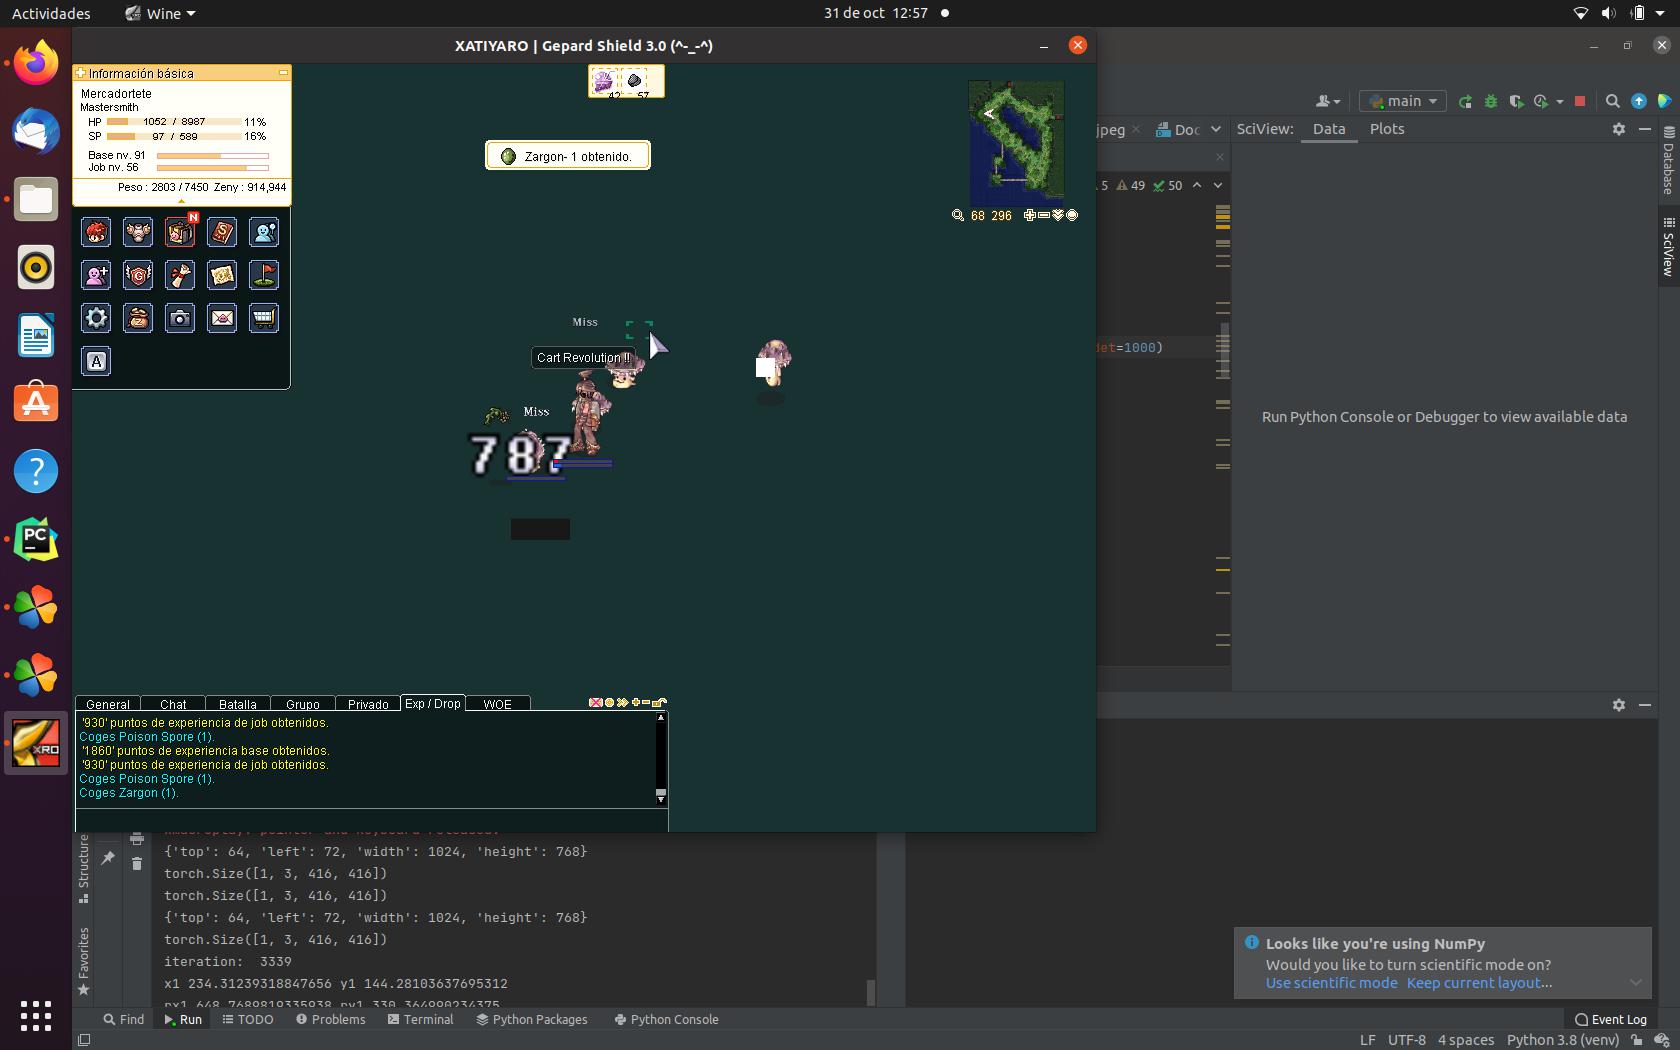 Actividades
Wine
31 de oct 12:57
XATIYARO | Gepard Shield 3.0 (^-_-^)
Información básica
Mercadortete
Mastersmith
HP 1052 / 8987 11%
SP 97 / 589 16%
Base nv. 91
Job nv. 56
Peso : 2803 / 7450 Zeny : 914,944
N
A
42 57
Zargon- 1 obtenido.
68 296
Miss
Cart Revolution !!
Miss
787
General Chat Batalla Grupo Privado Exp / Drop WOE
'930' puntos de experiencia de job obtenidos.
Coges Poison Spore (1).
'1860' puntos de experiencia base obtenidos.
'930' puntos de experiencia de job obtenidos.
Coges Poison Spore (1).
Coges Zargon (1).
PC
XRO
main
jpeg Doc
SciView: Data Plots
5 49 50
det=1000)
Run Python Console or Debugger to view available data
Database
SciView
{'top': 64, 'left': 72, 'width': 1024, 'height': 768}
torch.Size([1, 3, 416, 416])
torch.Size([1, 3, 416, 416])
{'top': 64, 'left': 72, 'width': 1024, 'height': 768}
torch.Size([1, 3, 416, 416])
iteration: 3339
x1 234.31239318847656 y1 144.28103637695312
Structure
Favorites
Looks like you're using NumPy
Would you like to turn scientific mode on?
Use scientific mode Keep current layout...
Find Run TODO Problems Terminal Python Packages Python Console
Event Log
LF UTF-8 4 spaces Python 3.8 (venv)